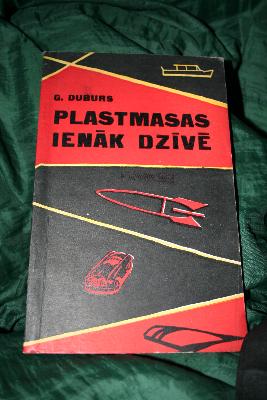 G. DUBURS
PLASTMASAS
IENĀK DZĪVĒ